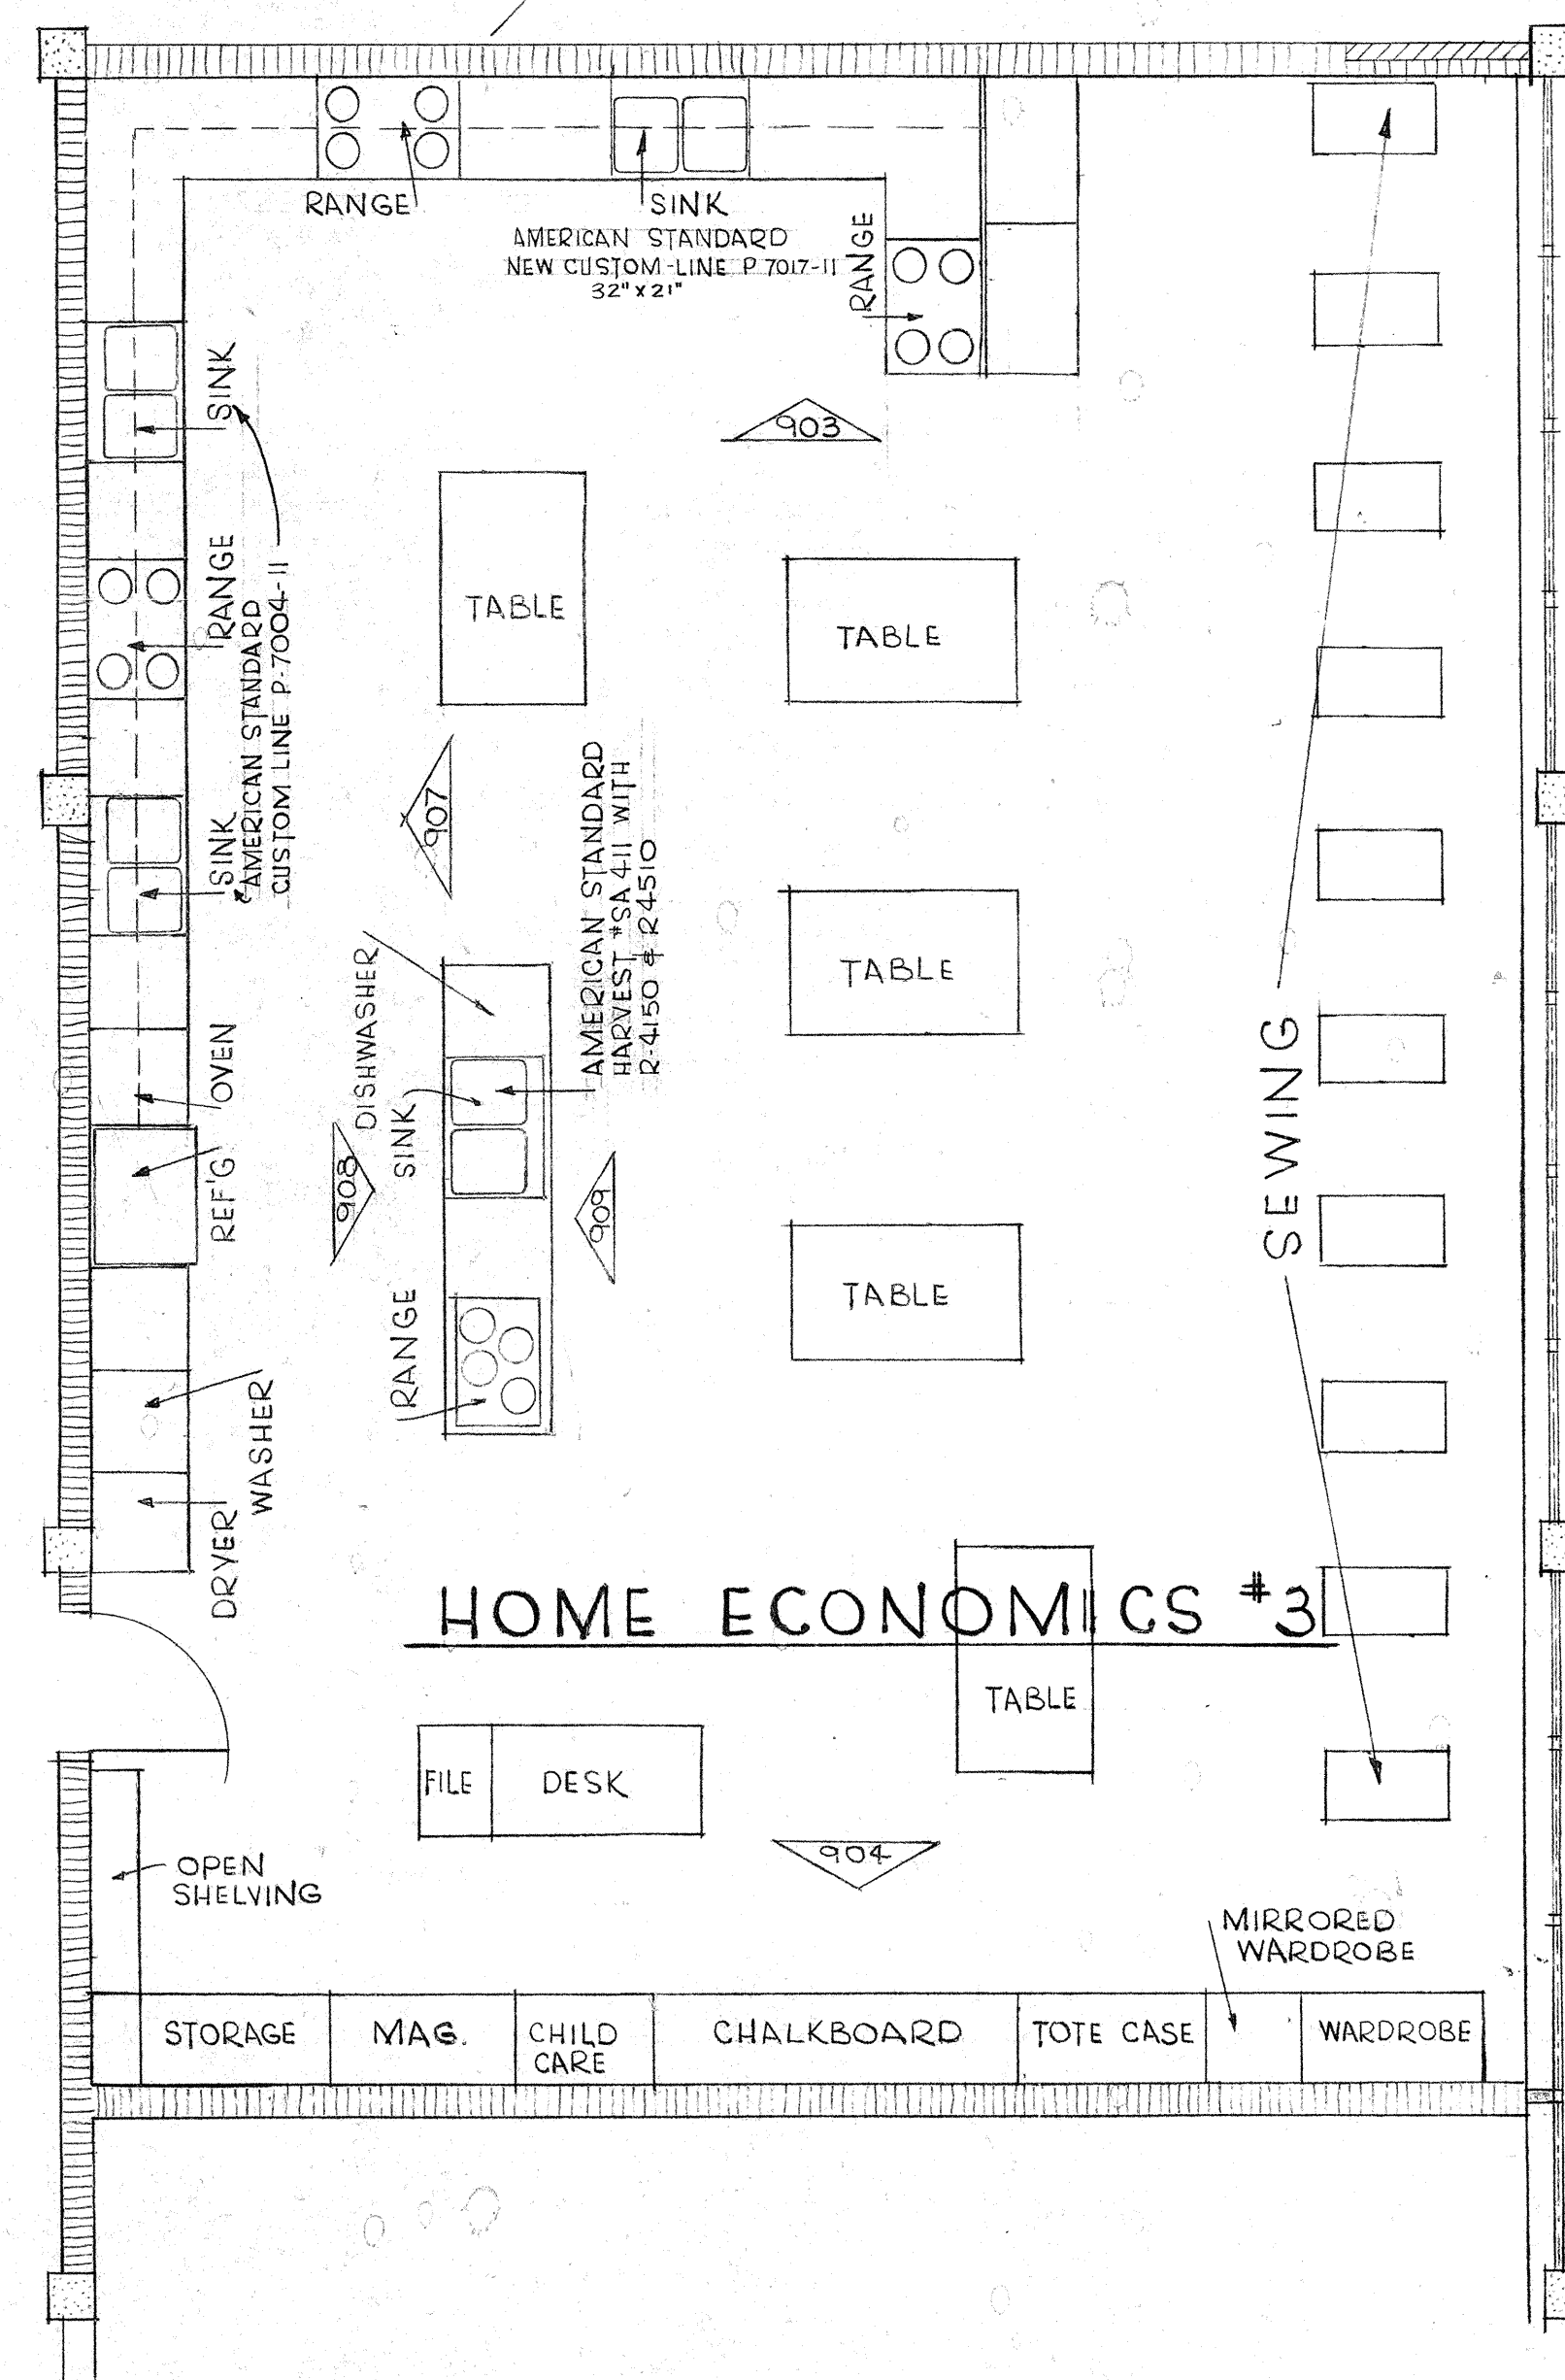 RANGE
SINK
AMERICAN STANDARD
NEW CUSTOM-LINE P 7017-11
32" X 21"
RANGE
SINK
903
RANGE
AMERICAN STANDARD
CUSTOM LINE P-7004-11
TABLE
TABLE
SINK
907
AMERICAN STANDARD
HARVEST #SA 411 WITH
R-4150 & R4510
TABLE
DISHWASHER
OVEN
SINK
REF'G
908
909
SEWING
TABLE
RANGE
WASHER
DRYER
HOME ECONOMICS #3
TABLE
FILE
DESK
904
OPEN
SHELVING
MIRRORED
WARDROBE
STORAGE
MAG.
CHILD
CARE
CHALKBOARD
TOTE CASE
WARDROBE